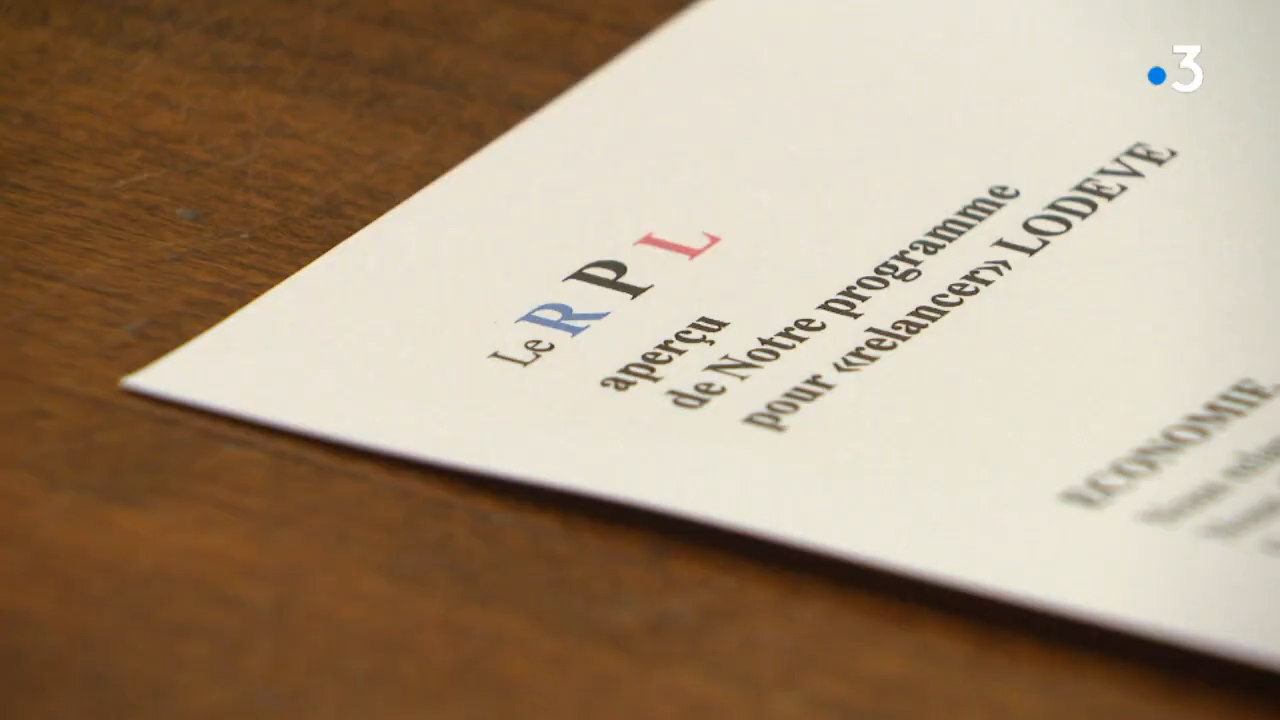 3
Le R P L
aperçu
de Notre programme
pour «relancer» LODEVE
ECONOMIE